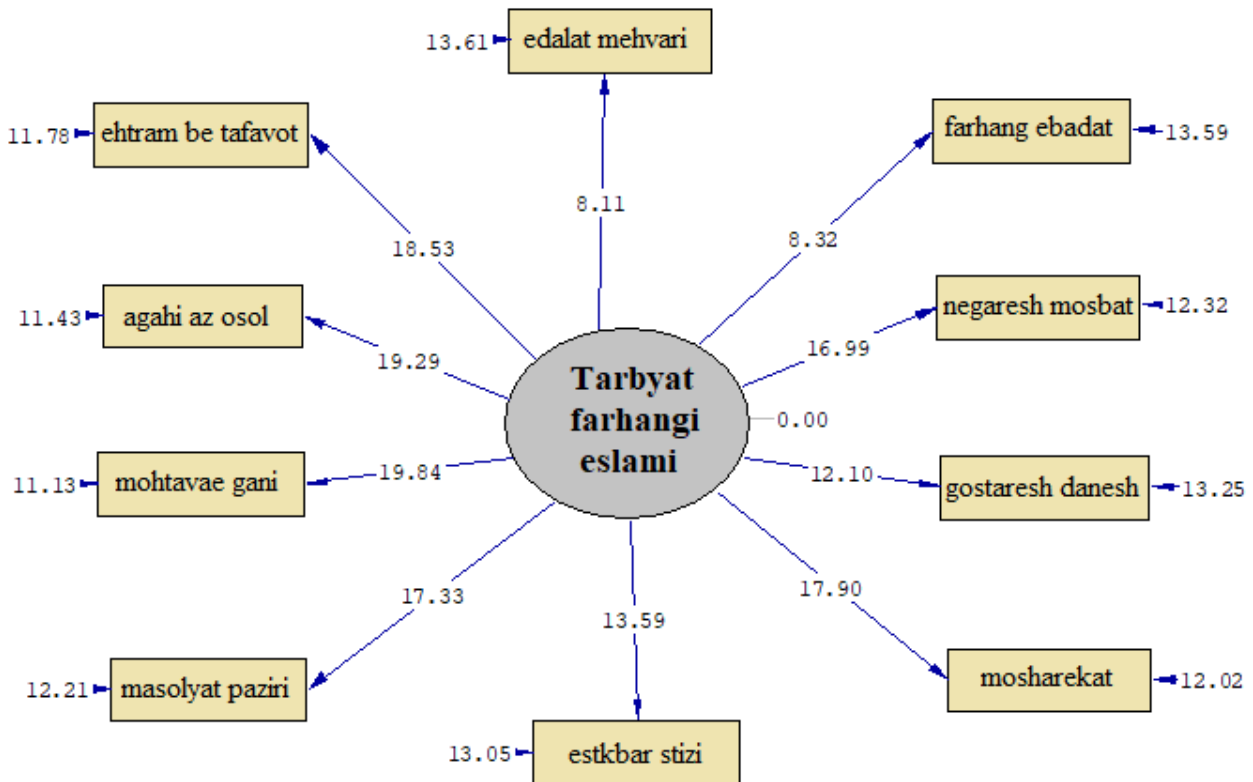 13.61
edalat mehvari
11.78
ehtram be tafavot
farhang ebadat
13.59
8.11
18.53
8.32
11.43
agahi az osol
negaresh mosbat
12.32
19.29
16.99
Tarbyat
farhangi
eslami
0.00
11.13
mohtavae gani
19.84
12.10
gostaresh danesh
13.25
17.33
13.59
17.90
12.21
masolyat paziri
mosharekat
12.02
13.05
estkbar stizi